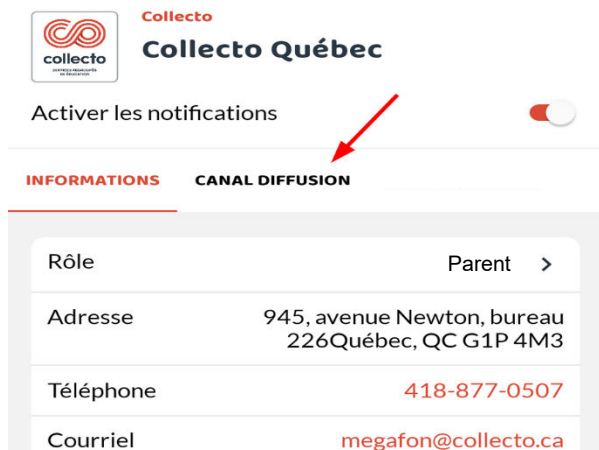 Collecto
Collecto Québec
collecto
Activer les notifications
INFORMATIONS CANAL DIFFUSION
Rôle Parent >
Adresse 945, avenue Newton, bureau
226Québec, QC G1P 4M3
Téléphone 418-877-0507
Courriel megafon@collecto.ca